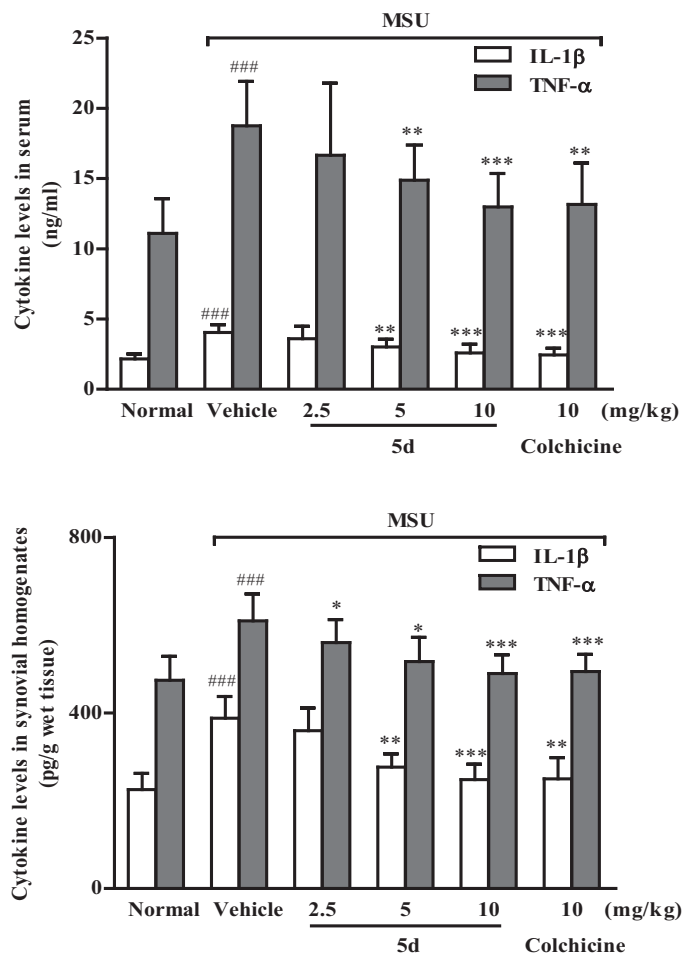 MSU
IL-1β
TNF-α
Cytokine levels in serum
(ng/ml)
25
20
15
10
5
0
###
###
**
**
***
***
**
***
Normal Vehicle 2.5 5 10 10 (mg/kg)
5d Colchicine
MSU
IL-1β
TNF-α
Cytokine levels in synovial homogenates
(pg/g wet tissue)
800
400
0
###
###
*
*
**
***
***
***
**
Normal Vehicle 2.5 5 10 10 (mg/kg)
5d Colchicine